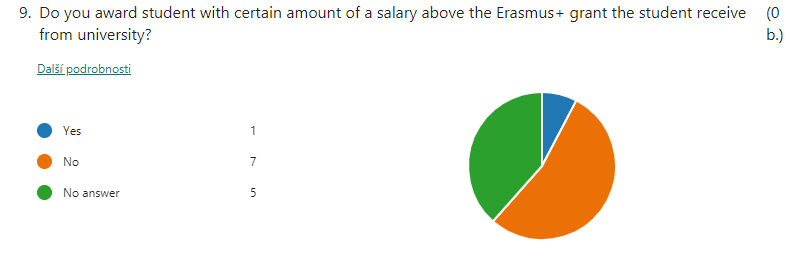 9. Do you award student with certain amount of a salary above the Erasmus+ grant the student receive (0
from university? b.)
Další podrobnosti
Yes 1
No 7
No answer 5